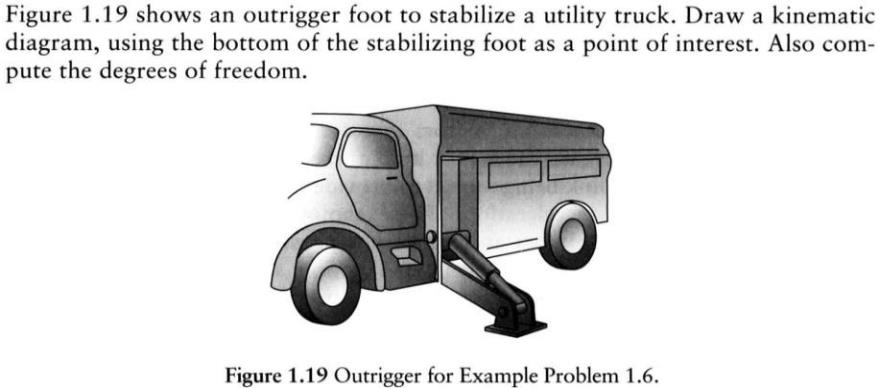 Figure 1.19 shows an outrigger foot to stabilize a utility truck. Draw a kinematic
diagram, using the bottom of the stabilizing foot as a point of interest. Also com-
pute the degrees of freedom.
Figure 1.19 Outrigger for Example Problem 1.6.